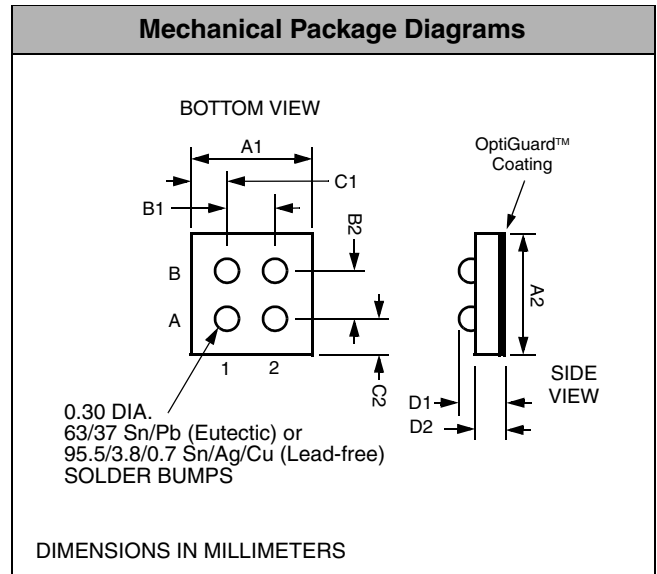 Mechanical Package Diagrams
BOTTOM VIEW
A1
C1
B1
B2
B
A
1 2
C2
OptiGuard™
Coating
A2
SIDE
VIEW
D1
D2
0.30 DIA.
63/37 Sn/Pb (Eutectic) or
95.5/3.8/0.7 Sn/Ag/Cu (Lead-free)
SOLDER BUMPS
DIMENSIONS IN MILLIMETERS